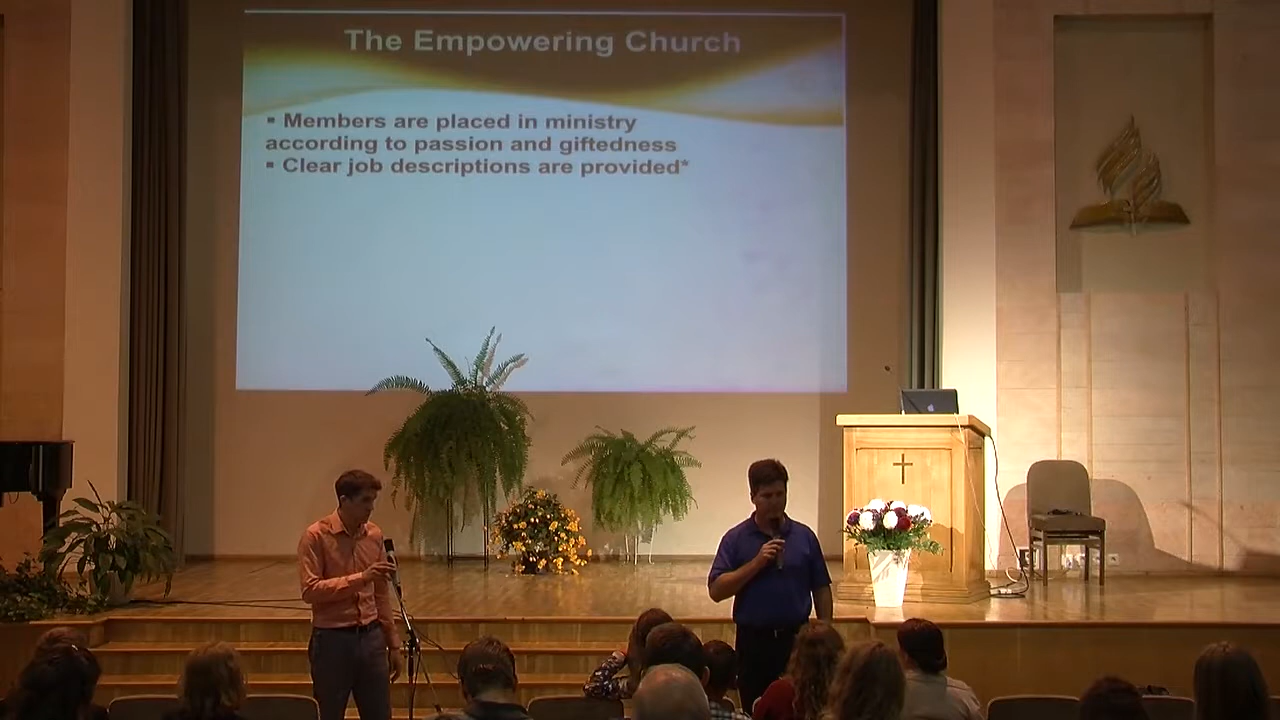 The Empowering Church
▪ Members are placed in ministry
according to passion and giftedness
▪ Clear job descriptions are provided*